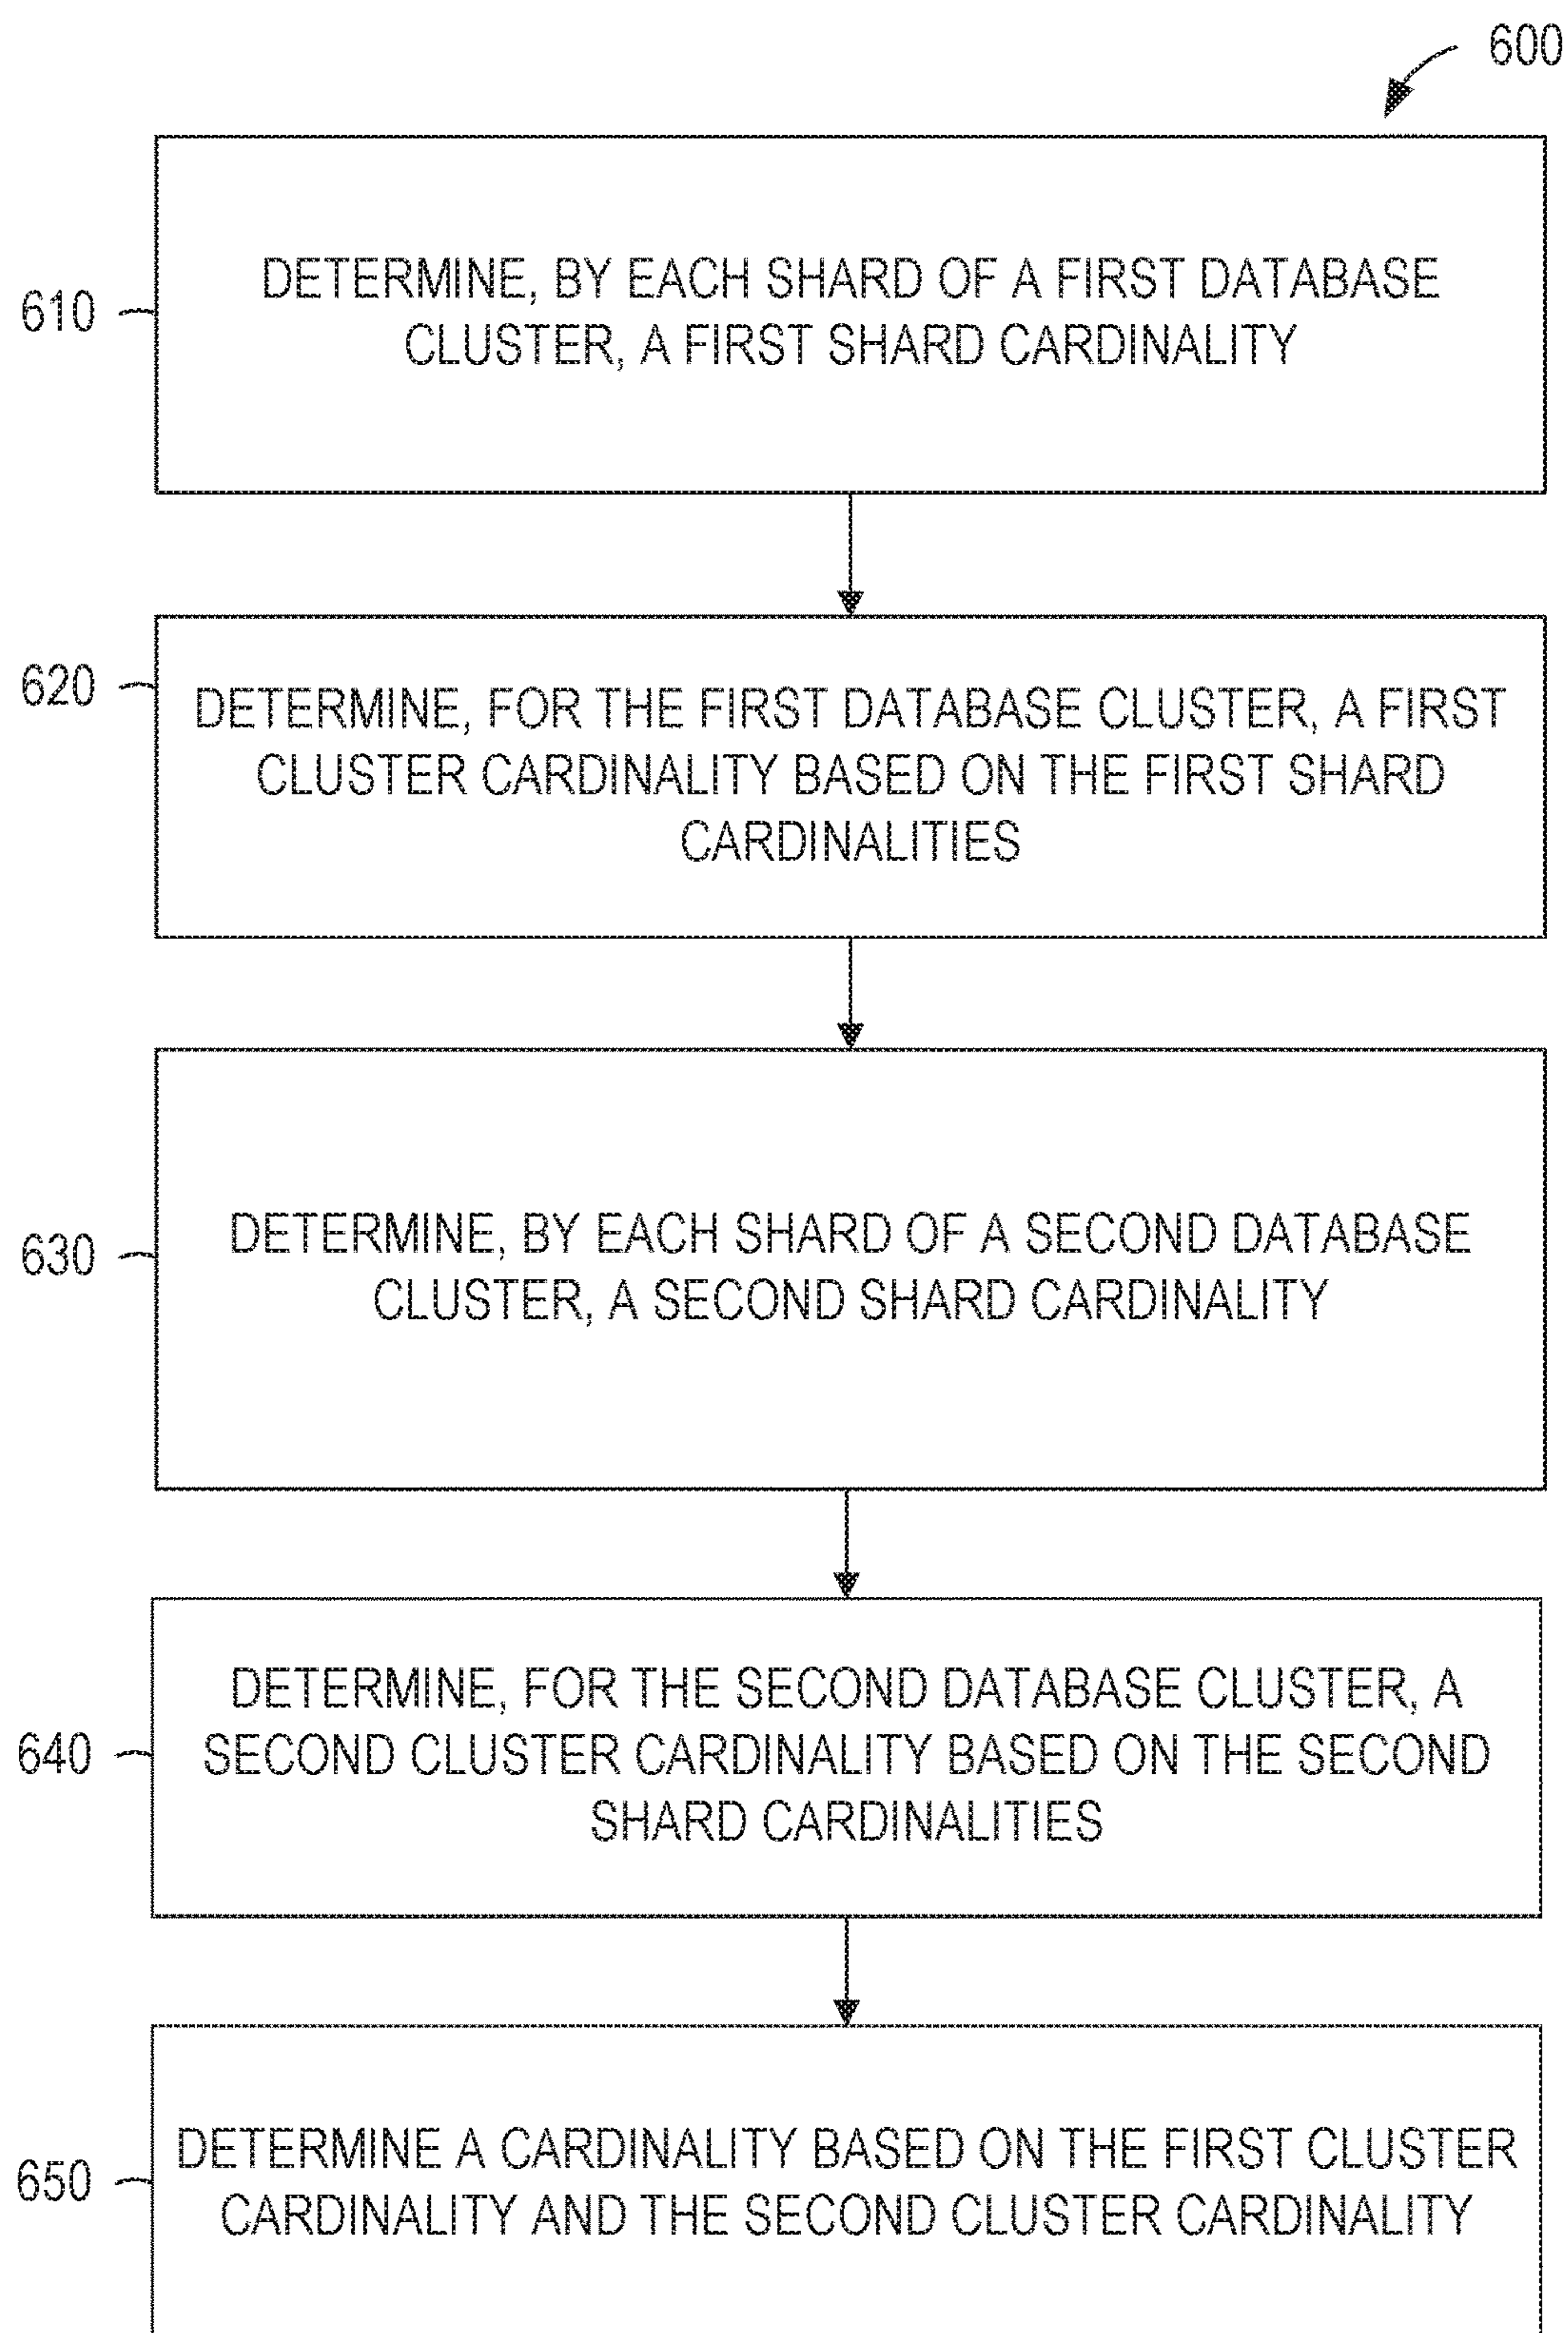 600
610
DETERMINE, BY EACH SHARD OF A FIRST DATABASE
CLUSTER, A FIRST SHARD CARDINALITY
620
DETERMINE, FOR THE FIRST DATABASE CLUSTER, A FIRST
CLUSTER CARDINALITY BASED ON THE FIRST SHARD
CARDINALITIES
630
DETERMINE, BY EACH SHARD OF A SECOND DATABASE
CLUSTER, A SECOND SHARD CARDINALITY
640
DETERMINE, FOR THE SECOND DATABASE CLUSTER, A
SECOND CLUSTER CARDINALITY BASED ON THE SECOND
SHARD CARDINALITIES
650
DETERMINE A CARDINALITY BASED ON THE FIRST CLUSTER
CARDINALITY AND THE SECOND CLUSTER CARDINALITY